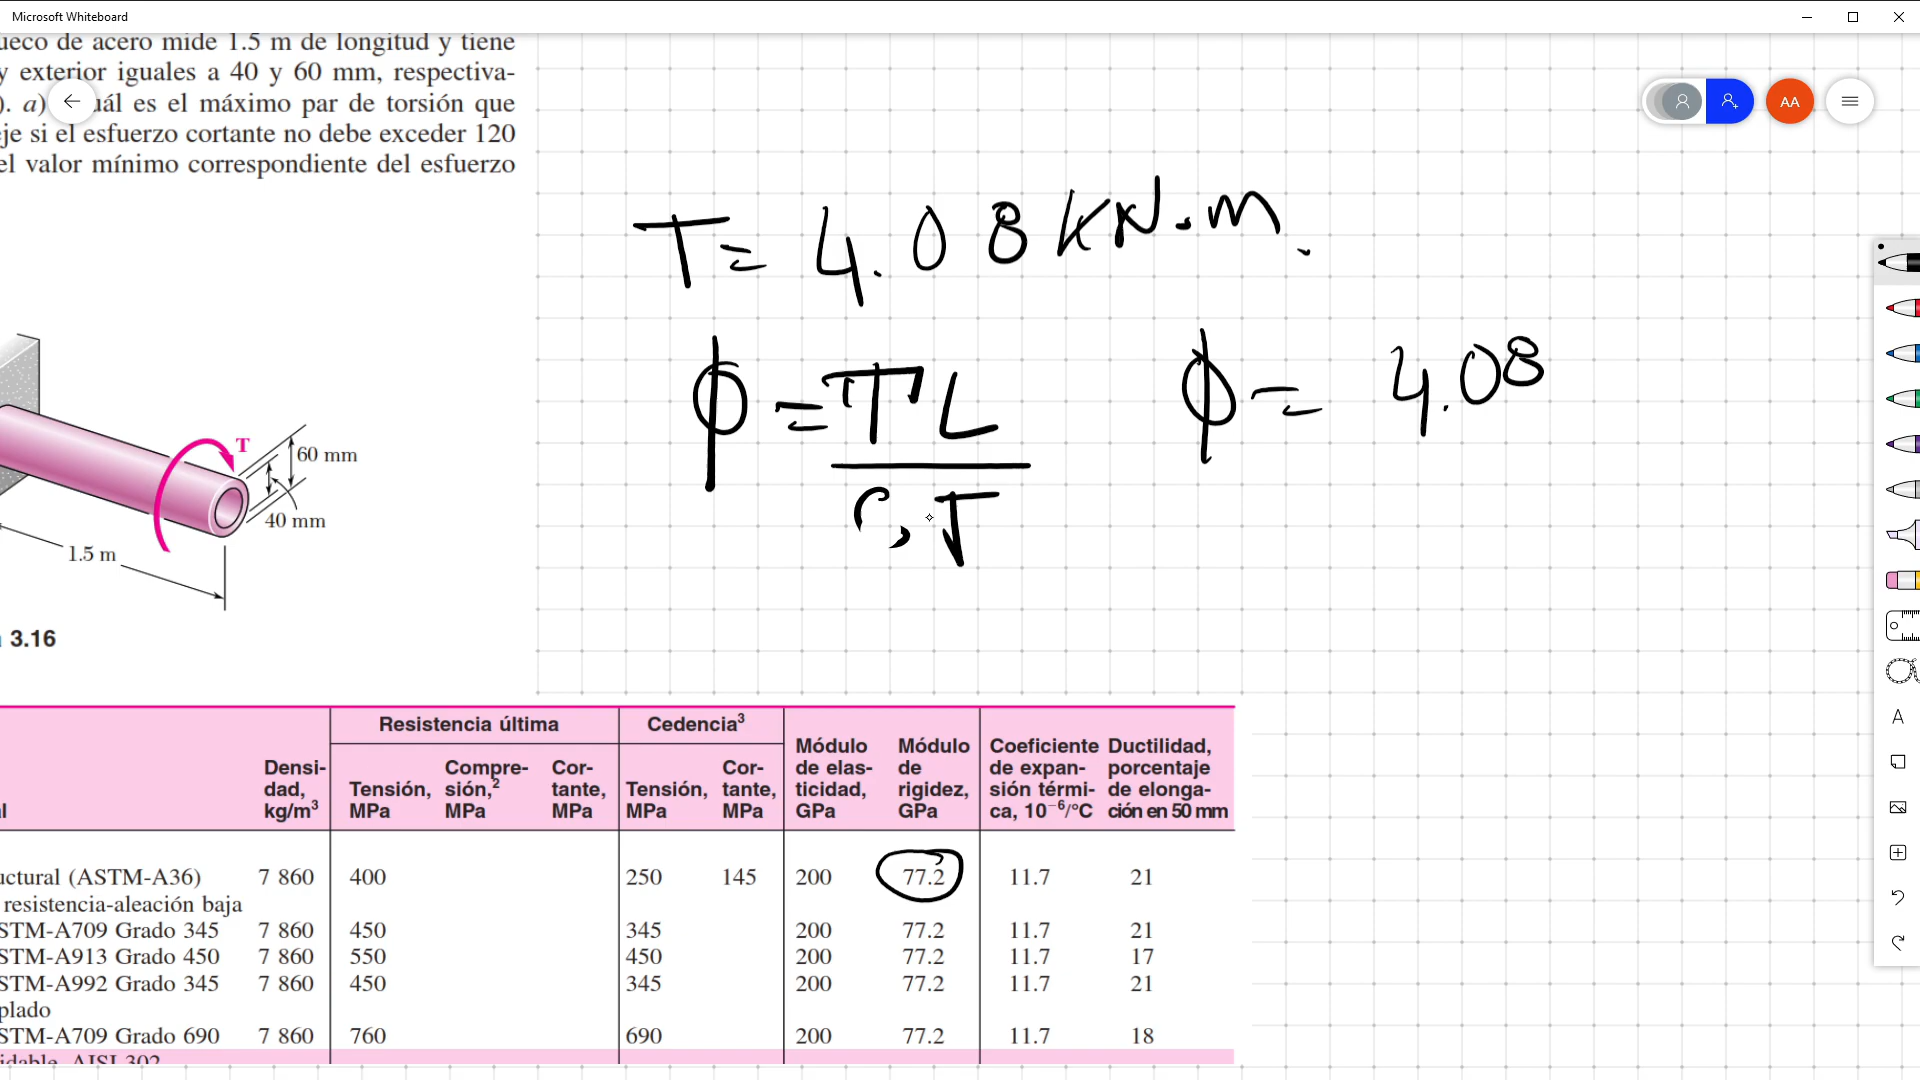 Microsoft Whiteboard
ueco de acero mide 1.5 m de longitud y tiene
y exterior iguales a 40 y 60 mm, respectiva-
). a) uál es el máximo par de torsión que
eje si el esfuerzo cortante no debe exceder 120
el valor mínimo correspondiente del esfuerzo
AA
T = 4.08 KN.m.
ϕ = TL
G, J
ϕ = 4.08
T
60 mm
40 mm
1.5 m
3.16
A
Resistencia última
Cedencia³
l
Densi-
dad,
kg/m³
Tensión,
MPa
Compre-
sión,²
MPa
Cor-
tante,
MPa
Tensión,
MPa
Cor-
tante,
MPa
Módulo
de elas-
ticidad,
GPa
Módulo
de
rigidez,
GPa
Coeficiente
de expan-
sión térmi-
ca, 10⁻⁶/°C
Ductilidad,
porcentaje
de elonga-
ción en 50 mm
uctural (ASTM-A36) 7 860 400 250 145 200 77.2 11.7 21
resistencia-aleación baja
STM-A709 Grado 345 7 860 450 345 200 77.2 11.7 21
STM-A913 Grado 450 7 860 550 450 200 77.2 11.7 17
STM-A992 Grado 345 7 860 450 345 200 77.2 11.7 21
plado
STM-A709 Grado 690 7 860 760 690 200 77.2 11.7 18
idable, AISI 302